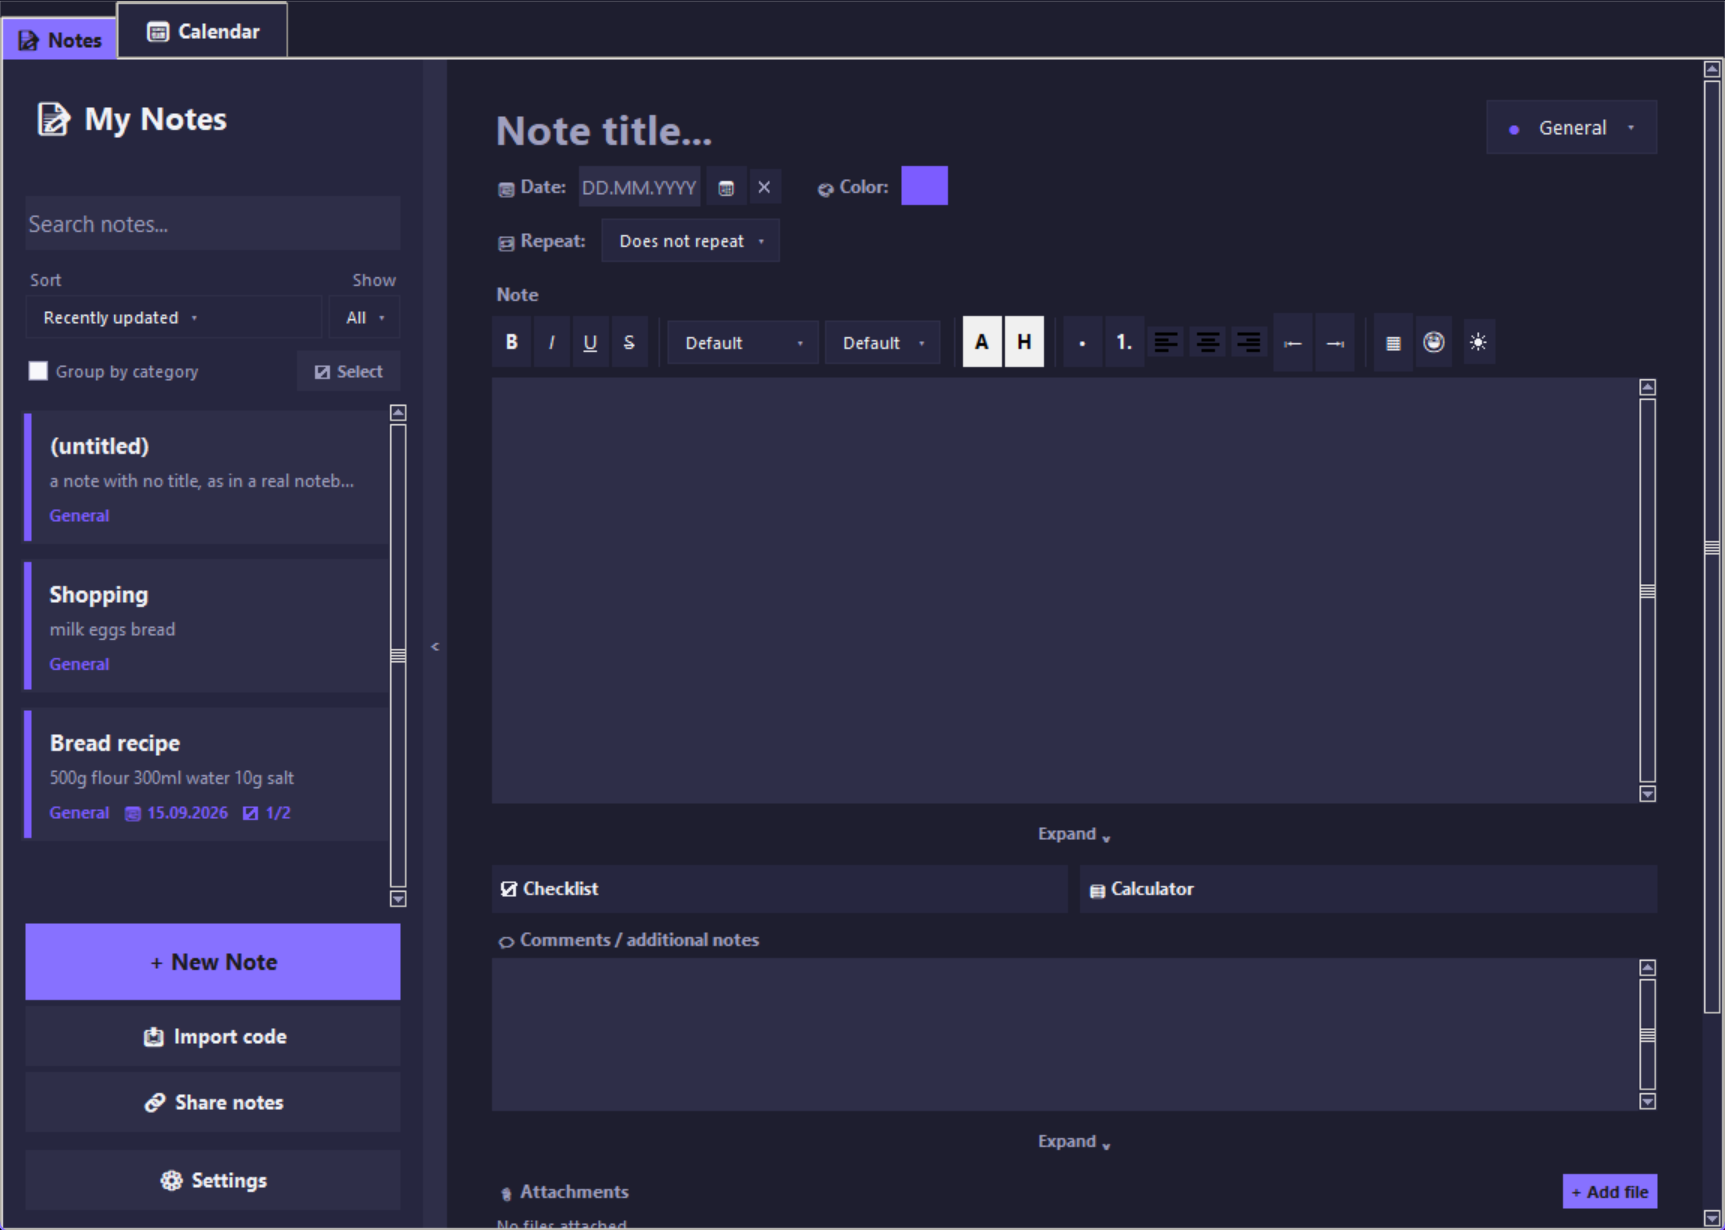 Notes
Calendar
My Notes
Search notes...
Sort
Show
Recently updated
All
Group by category
Select
(untitled)
a note with no title, as in a real noteb...
General
Shopping
milk eggs bread
General
Bread recipe
500g flour 300ml water 10g salt
General 15.09.2026 1/2
+ New Note
Import code
Share notes
Settings
<
Note title...
General
Date: DD.MM.YYYY
Color:
Repeat: Does not repeat
Note
B I U S Default Default A H • 1.
Expand
Checklist
Calculator
Comments / additional notes
Expand
Attachments
+ Add file
No files attached